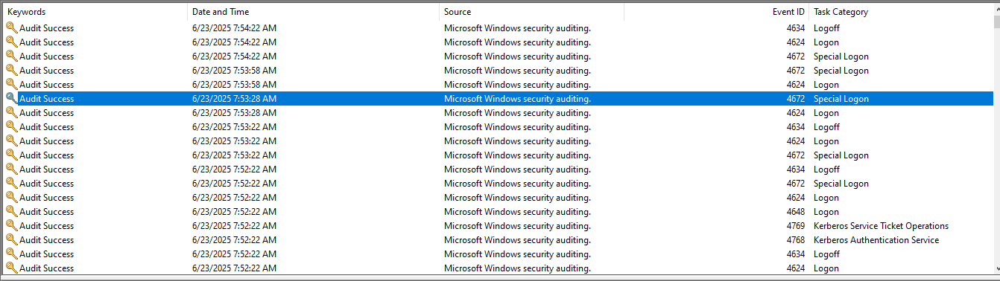 Keywords Date and Time Source Event ID Task Category
Audit Success 6/23/2025 7:54:22 AM Microsoft Windows security auditing. 4634 Logoff
Audit Success 6/23/2025 7:54:22 AM Microsoft Windows security auditing. 4624 Logon
Audit Success 6/23/2025 7:54:22 AM Microsoft Windows security auditing. 4672 Special Logon
Audit Success 6/23/2025 7:53:58 AM Microsoft Windows security auditing. 4672 Special Logon
Audit Success 6/23/2025 7:53:58 AM Microsoft Windows security auditing. 4624 Logon
Audit Success 6/23/2025 7:53:28 AM Microsoft Windows security auditing. 4672 Special Logon
Audit Success 6/23/2025 7:53:28 AM Microsoft Windows security auditing. 4624 Logon
Audit Success 6/23/2025 7:53:22 AM Microsoft Windows security auditing. 4634 Logoff
Audit Success 6/23/2025 7:53:22 AM Microsoft Windows security auditing. 4624 Logon
Audit Success 6/23/2025 7:53:22 AM Microsoft Windows security auditing. 4672 Special Logon
Audit Success 6/23/2025 7:52:22 AM Microsoft Windows security auditing. 4634 Logoff
Audit Success 6/23/2025 7:52:22 AM Microsoft Windows security auditing. 4672 Special Logon
Audit Success 6/23/2025 7:52:22 AM Microsoft Windows security auditing. 4624 Logon
Audit Success 6/23/2025 7:52:22 AM Microsoft Windows security auditing. 4648 Logon
Audit Success 6/23/2025 7:52:22 AM Microsoft Windows security auditing. 4769 Kerberos Service Ticket Operations
Audit Success 6/23/2025 7:52:22 AM Microsoft Windows security auditing. 4768 Kerberos Authentication Service
Audit Success 6/23/2025 7:52:22 AM Microsoft Windows security auditing. 4634 Logoff
Audit Success 6/23/2025 7:52:22 AM Microsoft Windows security auditing. 4624 Logon